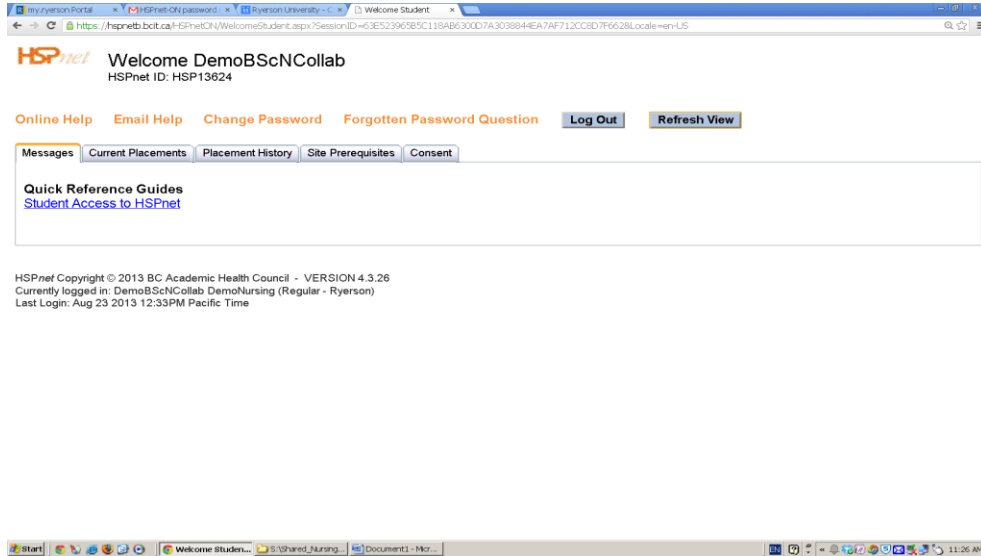 my.ryerson Portal
HSPnet-ON password
Ryerson University - C
Welcome Student
https://hspnetb.bcit.ca/HSPnetON/WelcomeStudent.aspx?SessionID=63E523965B5C118AB6300D7A3038844EA7AF712CC8D7F662&Locale=en-US
HSPnet
Welcome DemoBScNCollab
HSPnet ID: HSP13624
Online Help Email Help Change Password Forgotten Password Question Log Out Refresh View
Messages Current Placements Placement History Site Prerequisites Consent
Quick Reference Guides
Student Access to HSPnet
HSPnet Copyright © 2013 BC Academic Health Council - VERSION 4.3.26
Currently logged in: DemoBScNCollab DemoNursing (Regular - Ryerson)
Last Login: Aug 23 2013 12:33PM Pacific Time
Start Welcome Studen... S:\Shared_Nursing... Document1 - Micr... EN 11:26 AM